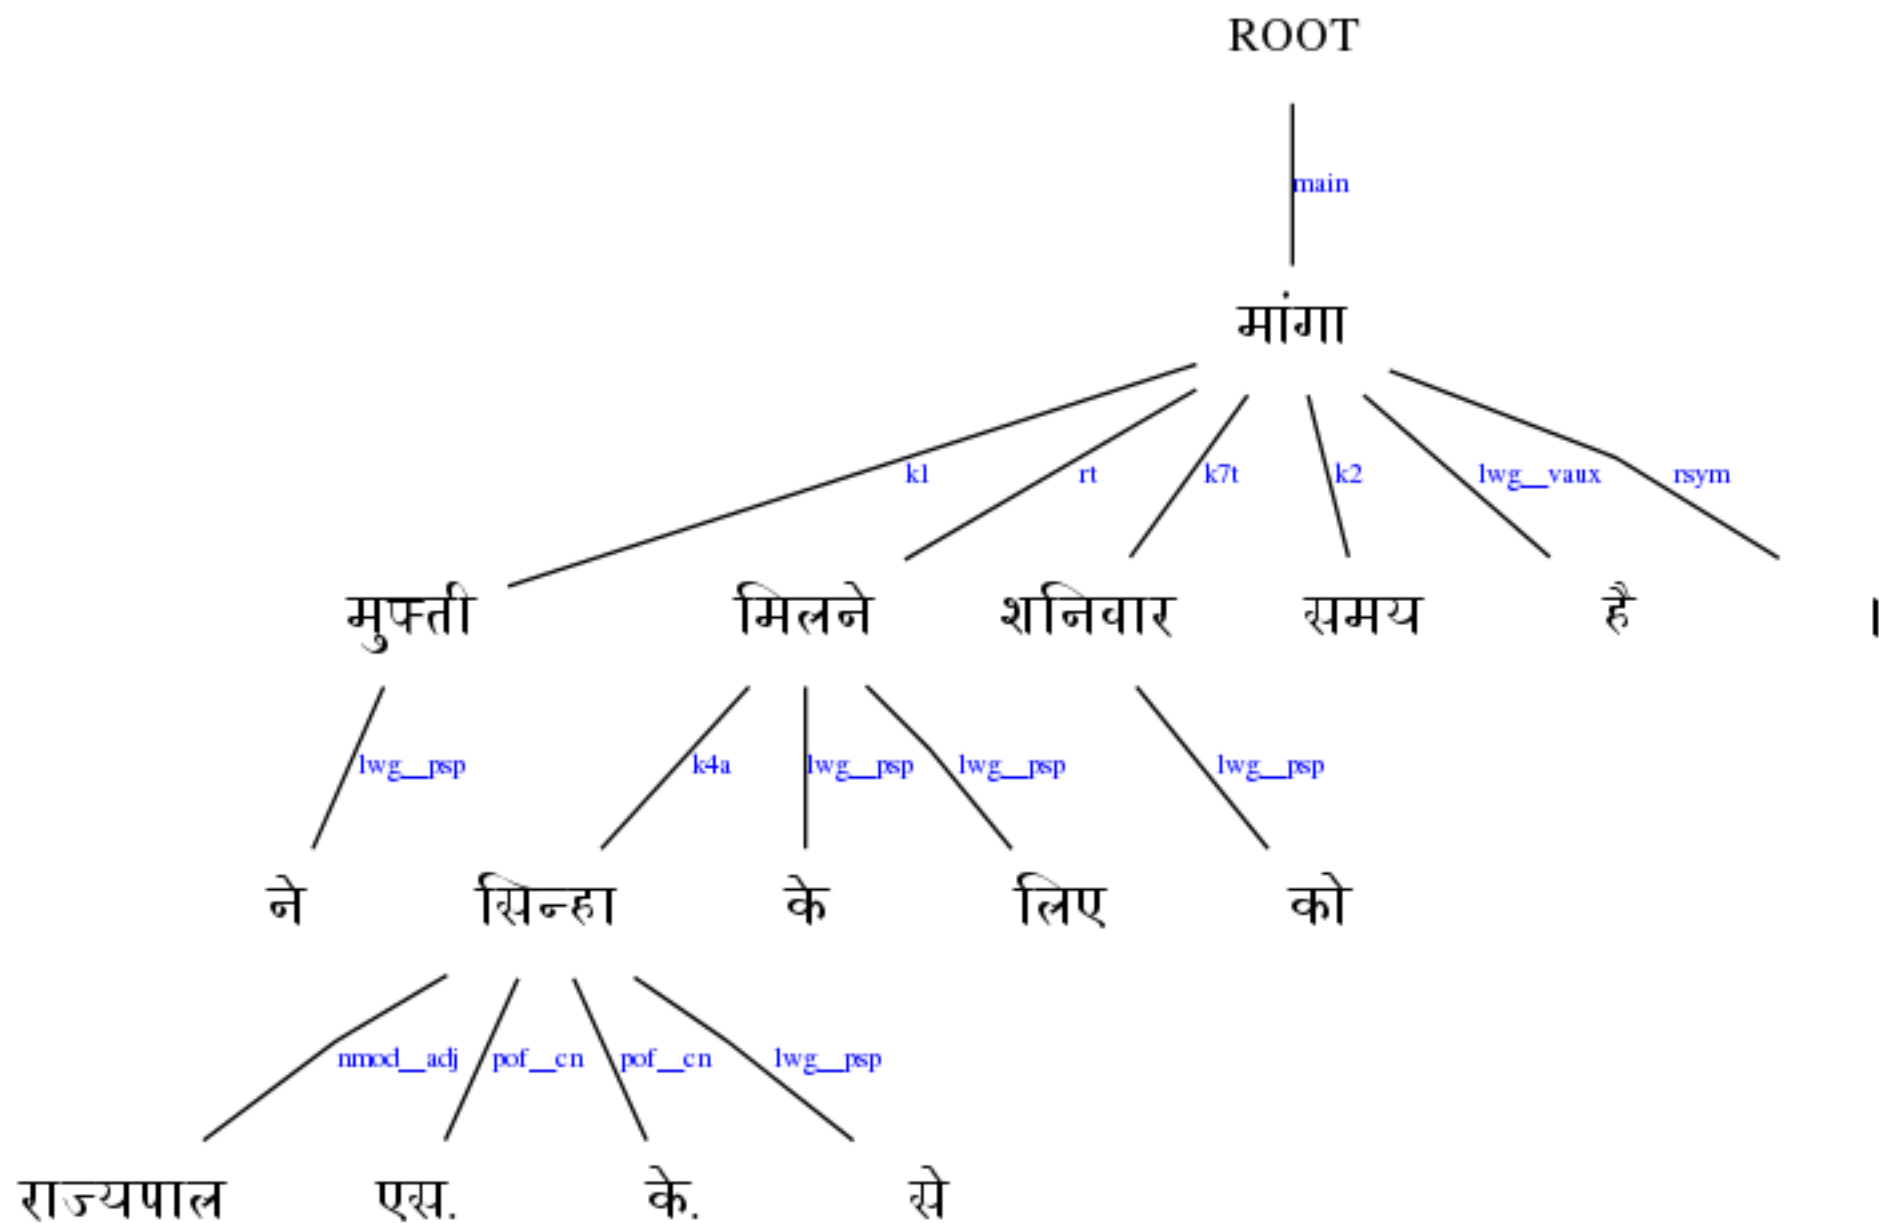 ROOT
main
मांगा
k1 rt k7t k2 lwg__vaux rsym
मुफ्ती मिलने शनिवार समय है ।
lwg__psp k4a lwg__psp lwg__psp lwg__psp
ने सिन्हा के लिए को
nmod__adj pof__cn pof__cn lwg__psp
राज्यपाल एस. के. से